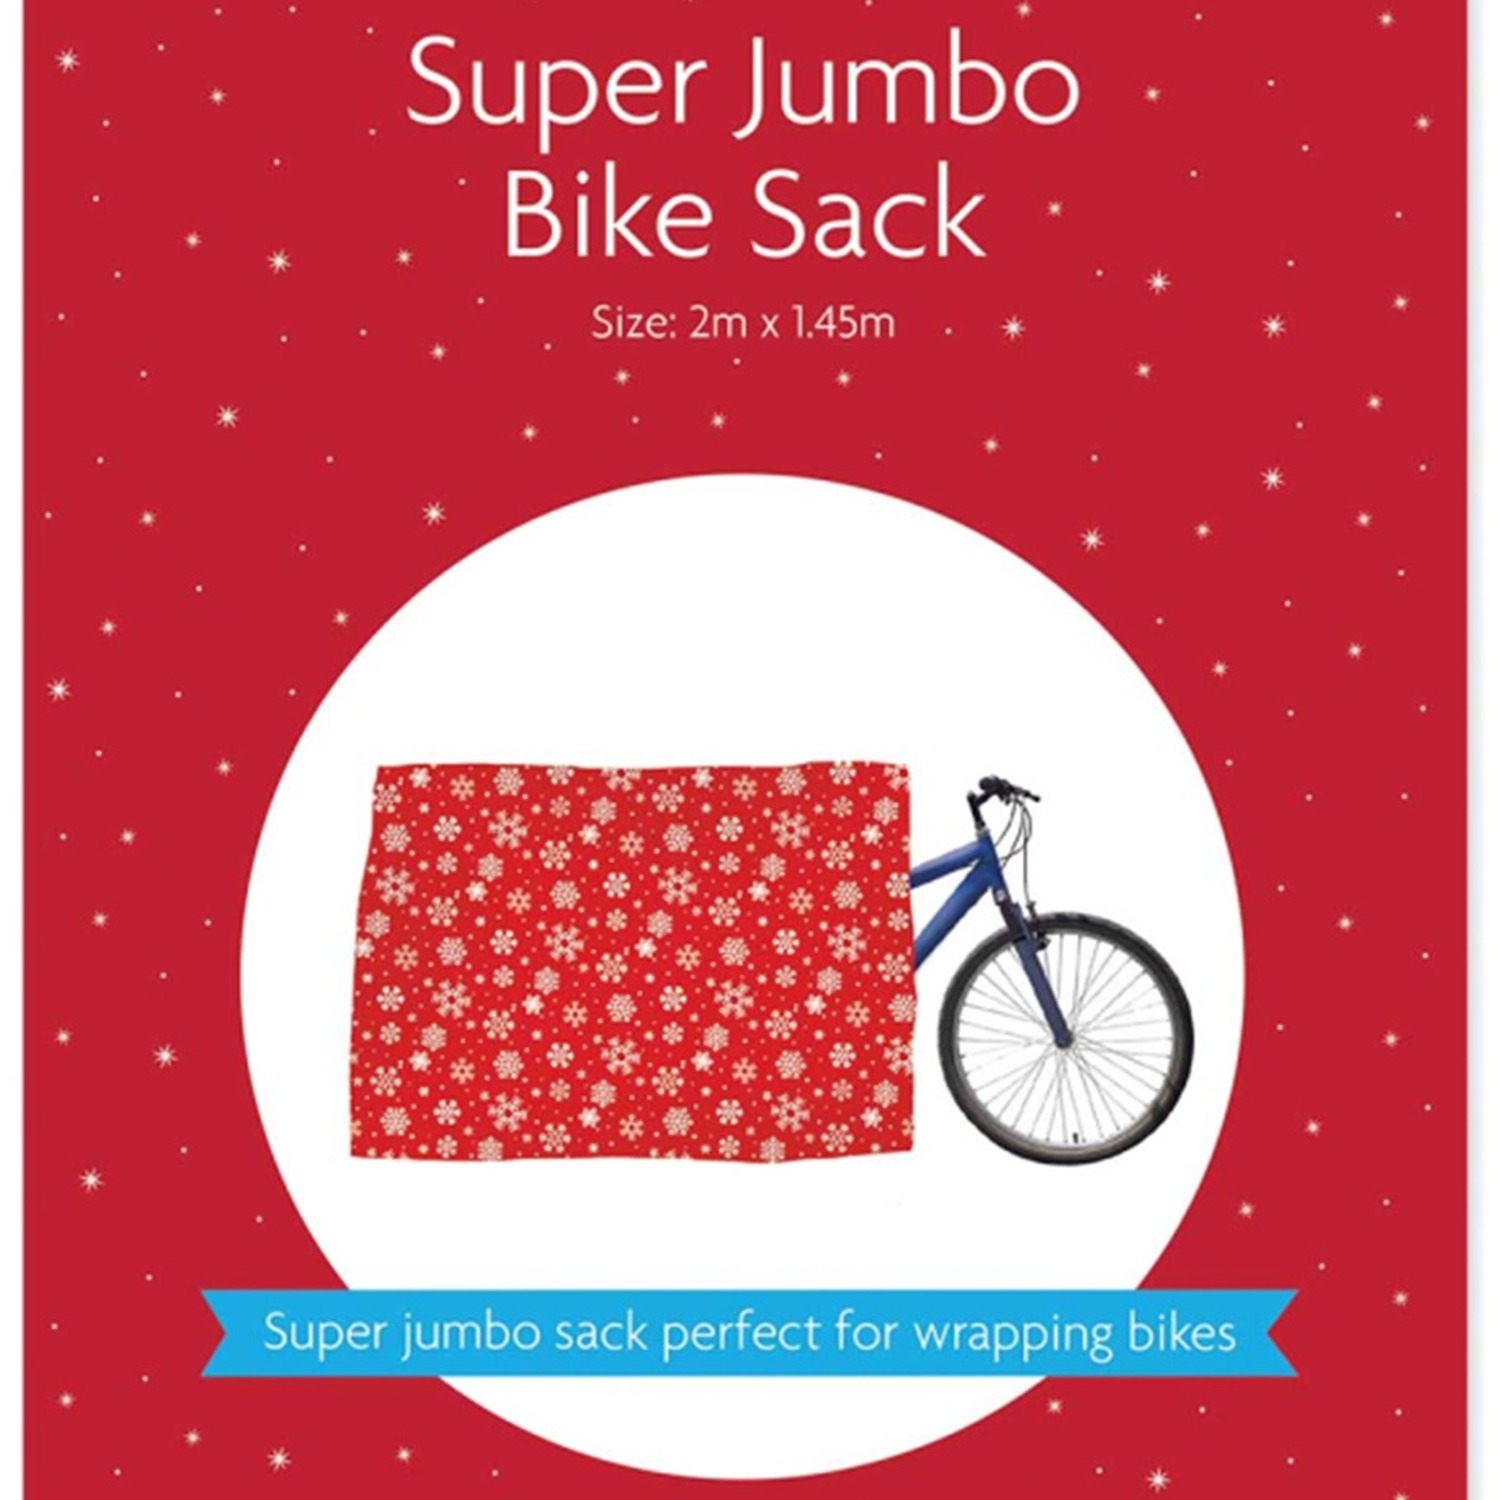 Super Jumbo
Bike Sack
Size: 2m x 1.45m
Super jumbo sack perfect for wrapping bikes